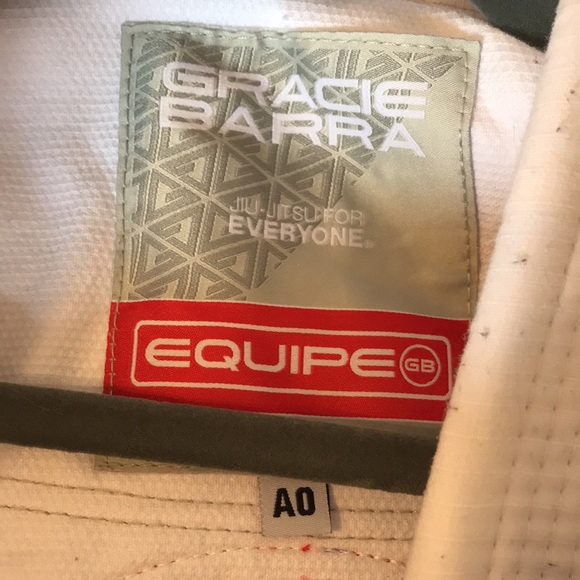 GRACIE
BARRA
JIU-JITSU FOR
EVERYONE®
EQUIPE GB
A0